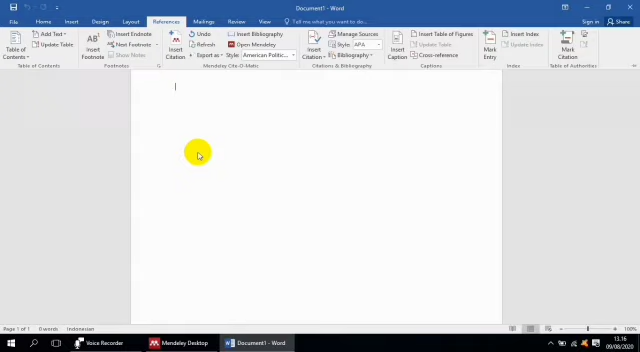 Document1 - Word
Sign in
Share
File
Home
Insert
Design
Layout
References
Mailings
Review
View
Tell me what you want to do...
Table of
Contents
Add Text
Update Table
Table of Contents
AB
Insert
Footnote
Insert Endnote
Next Footnote
Show Notes
Footnotes
Insert
Citation
Undo
Refresh
Export as
Insert Bibliography
Open Mendeley
Style:
American Politic...
Mendeley Cite-O-Matic
Insert
Citation
Manage Sources
Style:
APA
Bibliography
Citations & Bibliography
Insert
Caption
Insert Table of Figures
Update Table
Cross-reference
Captions
Mark
Entry
Insert Index
Update Index
Index
Mark
Citation
Table of Authorities
Page 1 of 1
0 words
Indonesian
100%
Voice Recorder
Mendeley Desktop
Document1 - Word
13.16
09/08/2020